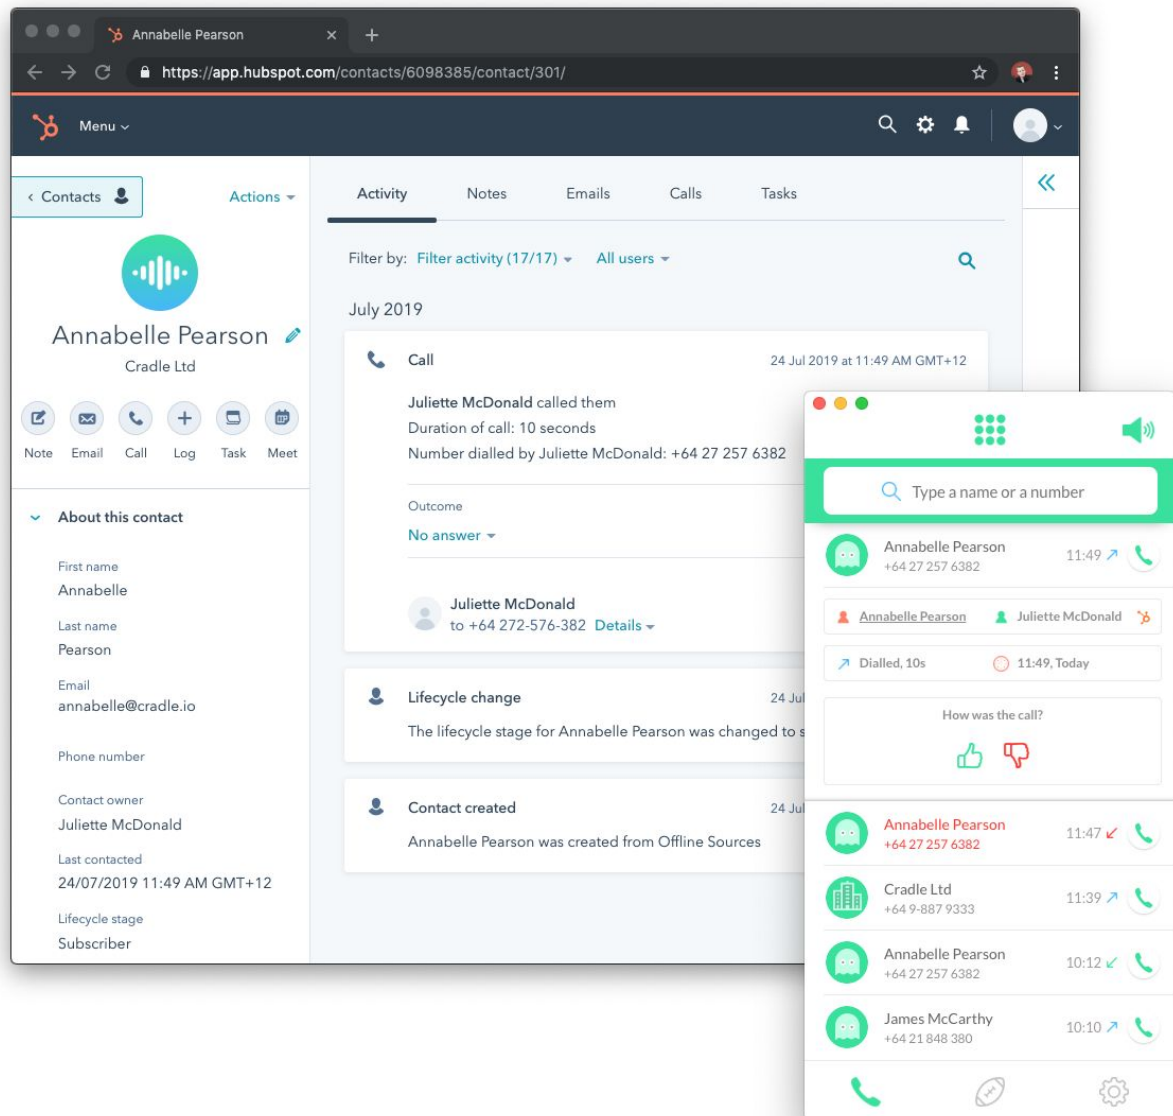 Annabelle Pearson
https://app.hubspot.com/contacts/6098385/contact/301/
Menu
Contacts
Actions
Annabelle Pearson
Cradle Ltd
Note Email Call Log Task Meet
About this contact
First name
Annabelle
Last name
Pearson
Email
annabelle@cradle.io
Phone number
Contact owner
Juliette McDonald
Last contacted
24/07/2019 11:49 AM GMT+12
Lifecycle stage
Subscriber
Activity Notes Emails Calls Tasks
Filter by: Filter activity (17/17) All users
July 2019
Call 24 Jul 2019 at 11:49 AM GMT+12
Juliette McDonald called them
Duration of call: 10 seconds
Number dialled by Juliette McDonald: +64 27 257 6382
Outcome
No answer
Juliette McDonald
to +64 272-576-382 Details
Lifecycle change 24 Jul
The lifecycle stage for Annabelle Pearson was changed to s
Contact created 24 Jul
Annabelle Pearson was created from Offline Sources
Type a name or a number
Annabelle Pearson 11:49
+64 27 257 6382
Annabelle Pearson Juliette McDonald
Dialled, 10s 11:49, Today
How was the call?
Annabelle Pearson 11:47
+64 27 257 6382
Cradle Ltd 11:39
+64 9-887 9333
Annabelle Pearson 10:12
+64 27 257 6382
James McCarthy 10:10
+64 21 848 380